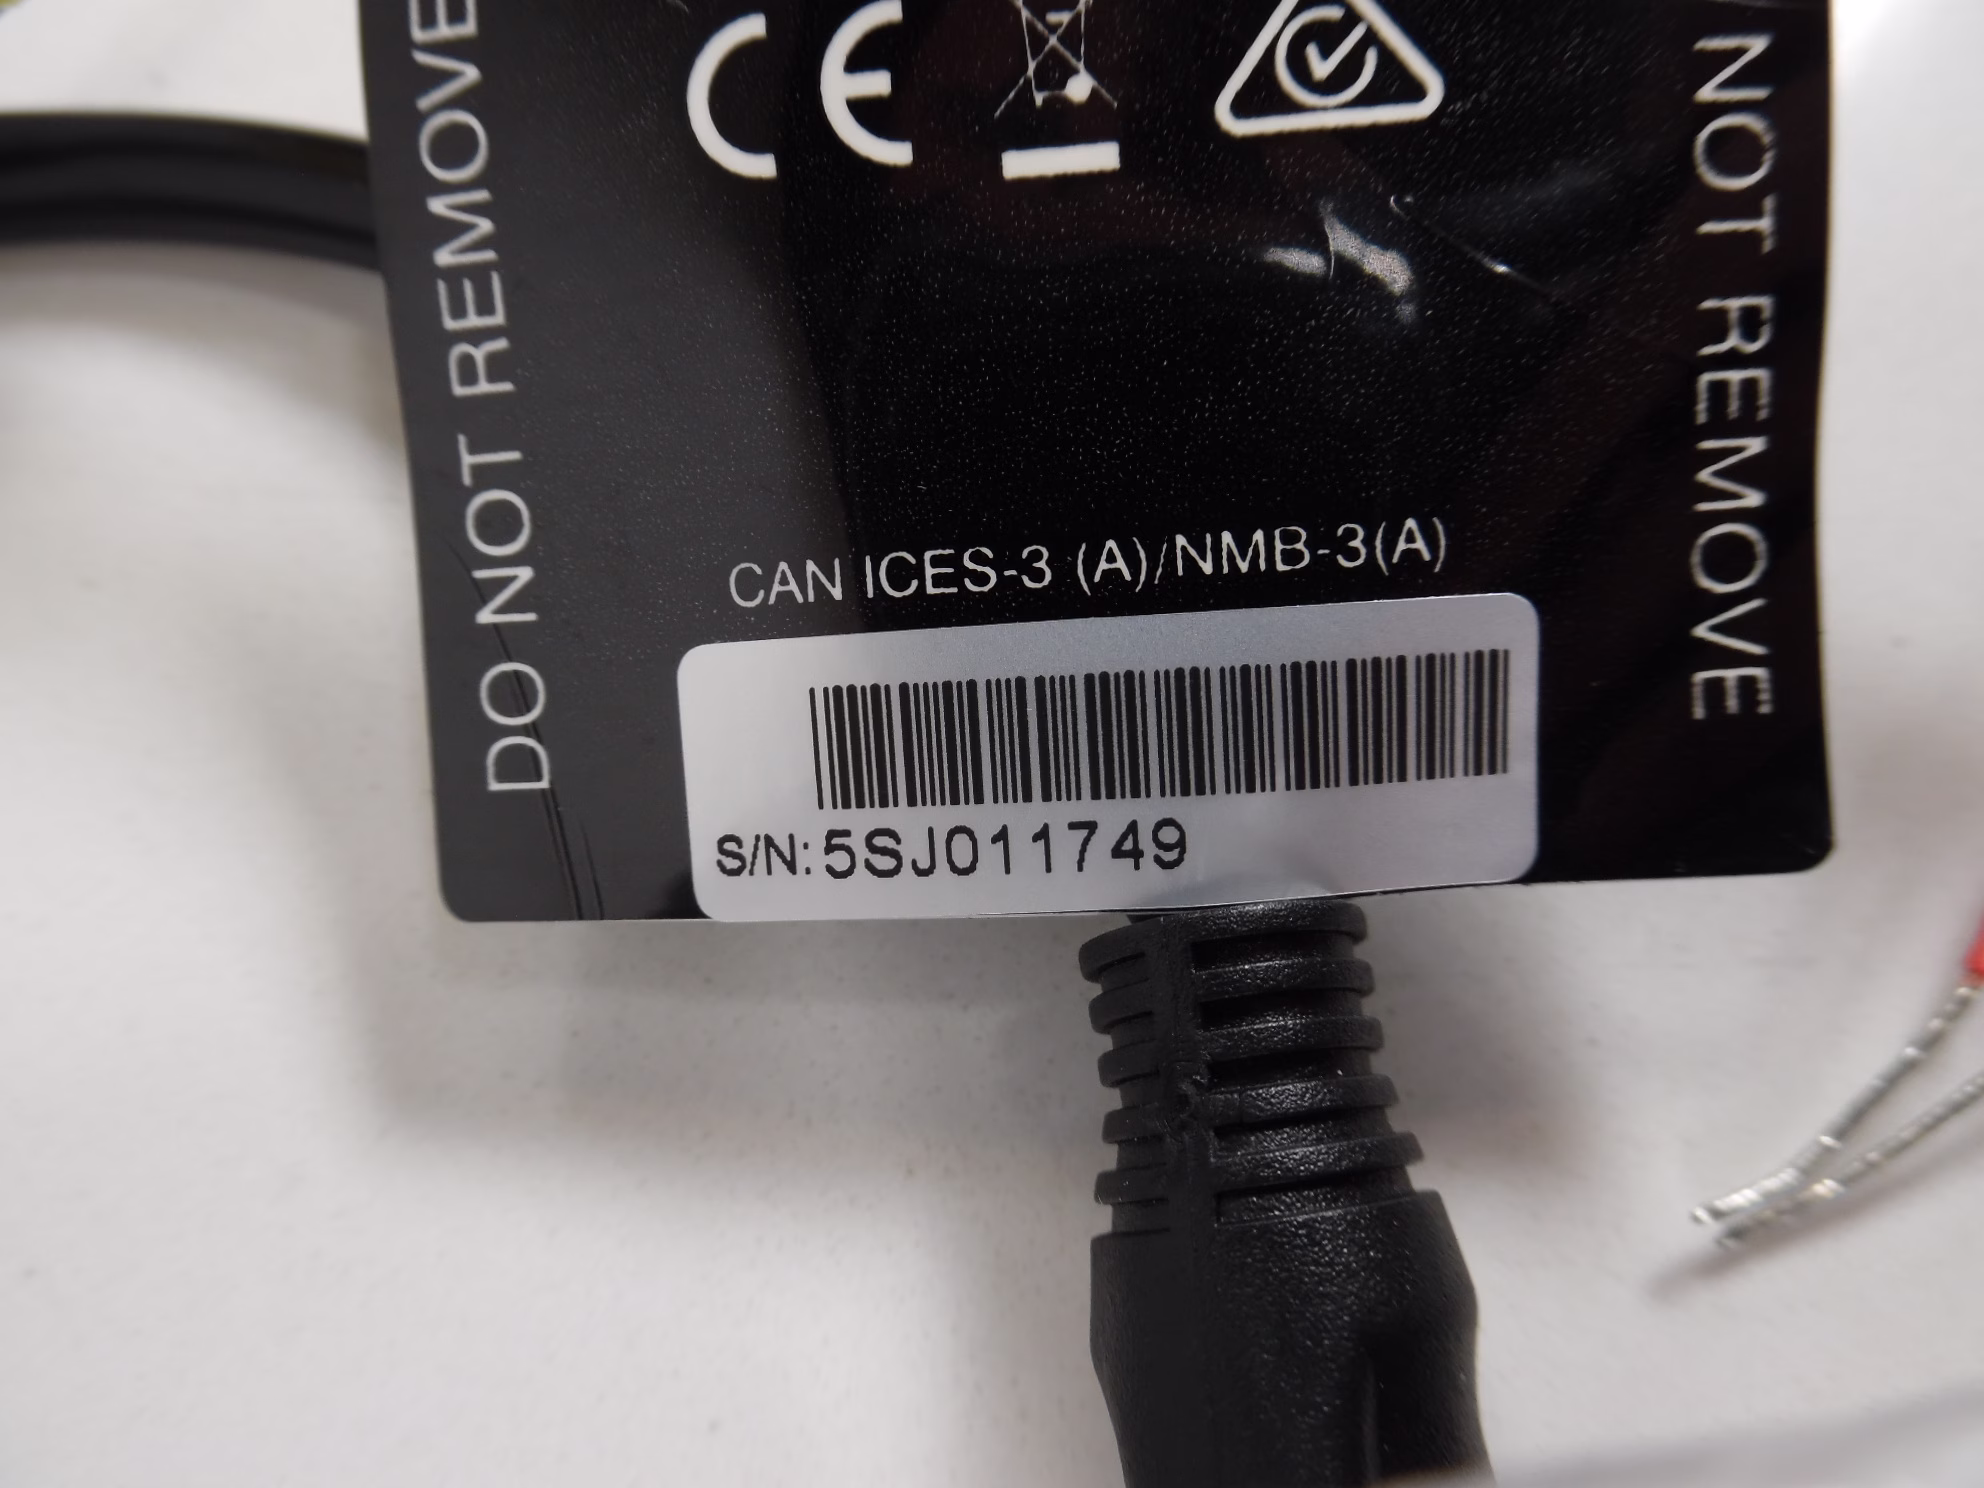 CE
DO NOT REMOVE
NOT REMOVE
CAN ICES-3 (A)/NMB-3(A)
S/N: 5SJ011749